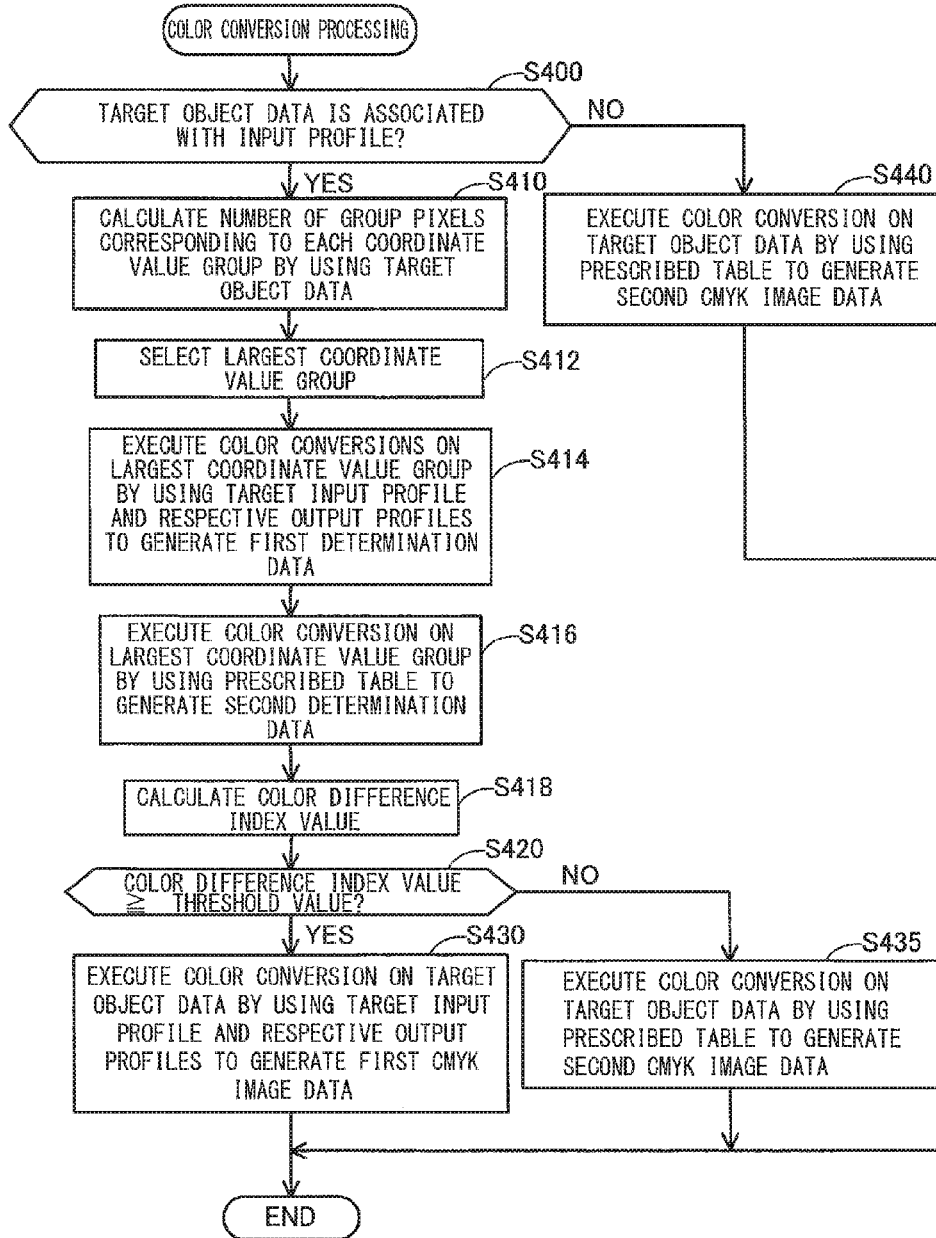 COLOR CONVERSION PROCESSING
S400
TARGET OBJECT DATA IS ASSOCIATED
WITH INPUT PROFILE?
NO
YES
S410
CALCULATE NUMBER OF GROUP PIXELS
CORRESPONDING TO EACH COORDINATE
VALUE GROUP BY USING TARGET
OBJECT DATA
S440
EXECUTE COLOR CONVERSION ON
TARGET OBJECT DATA BY USING
PRESCRIBED TABLE TO GENERATE
SECOND CMYK IMAGE DATA
SELECT LARGEST COORDINATE
VALUE GROUP
S412
EXECUTE COLOR CONVERSIONS ON
LARGEST COORDINATE VALUE GROUP
BY USING TARGET INPUT PROFILE
AND RESPECTIVE OUTPUT PROFILES
TO GENERATE FIRST DETERMINATION
DATA
S414
EXECUTE COLOR CONVERSION ON
LARGEST COORDINATE VALUE GROUP
BY USING PRESCRIBED TABLE TO
GENERATE SECOND DETERMINATION
DATA
S416
CALCULATE COLOR DIFFERENCE
INDEX VALUE
S418
S420
COLOR DIFFERENCE INDEX VALUE
≧ THRESHOLD VALUE?
NO
YES
S430
EXECUTE COLOR CONVERSION ON TARGET
OBJECT DATA BY USING TARGET INPUT
PROFILE AND RESPECTIVE OUTPUT
PROFILES TO GENERATE FIRST CMYK
IMAGE DATA
S435
EXECUTE COLOR CONVERSION ON
TARGET OBJECT DATA BY USING
PRESCRIBED TABLE TO GENERATE
SECOND CMYK IMAGE DATA
END